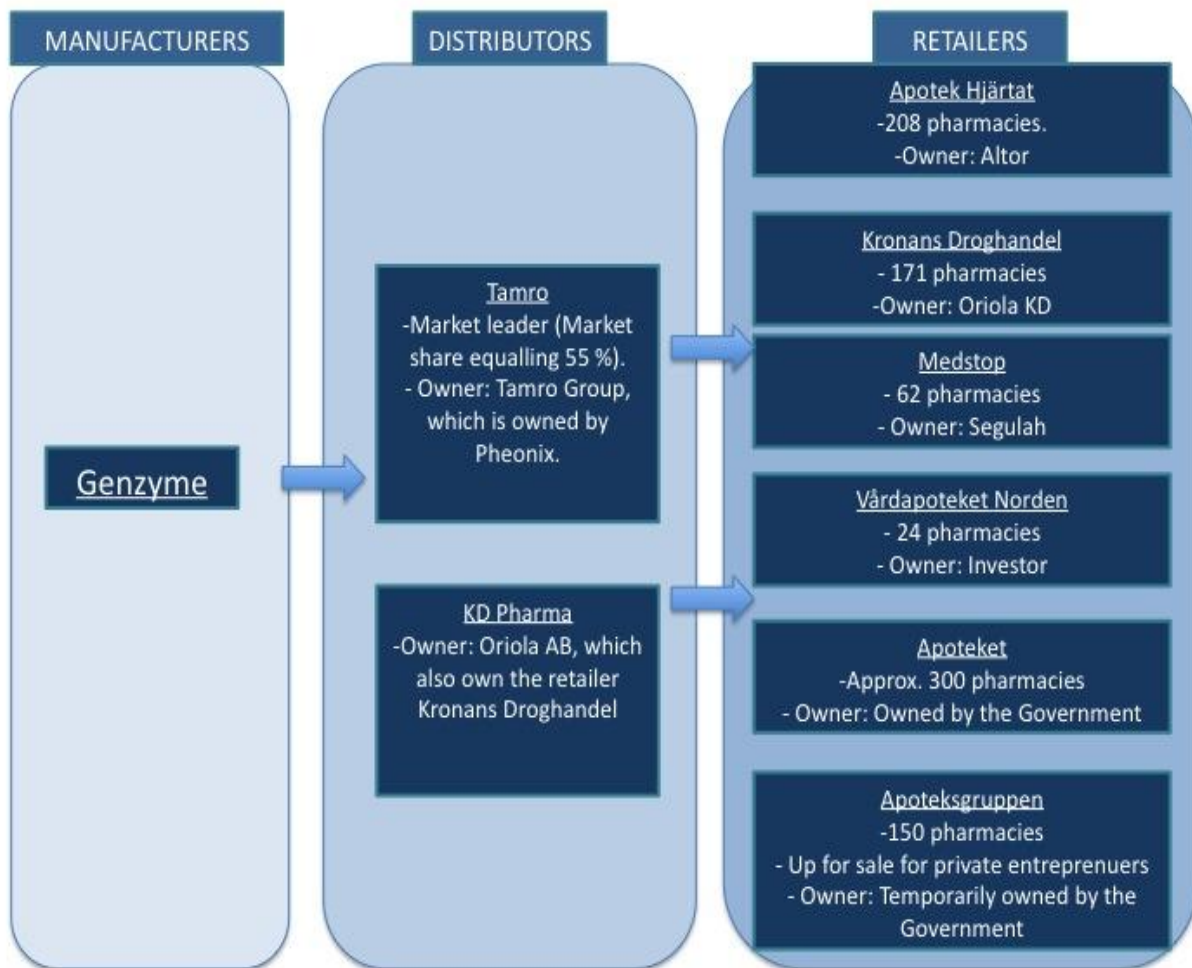 MANUFACTURERS
DISTRIBUTORS
RETAILERS
Genzyme
Tamro
-Market leader (Market
share equalling 55 %).
- Owner: Tamro Group,
which is owned by
Pheonix.
KD Pharma
-Owner: Oriola AB, which
also own the retailer
Kronans Droghandel
Apotek Hjärtat
-208 pharmacies.
-Owner: Altor
Kronans Droghandel
- 171 pharmacies
-Owner: Oriola KD
Medstop
- 62 pharmacies
- Owner: Segulah
Vårdapoteket Norden
- 24 pharmacies
- Owner: Investor
Apoteket
-Approx. 300 pharmacies
- Owner: Owned by the Government
Apoteksgruppen
-150 pharmacies
- Up for sale for private entreprenuers
- Owner: Temporarily owned by the
Government